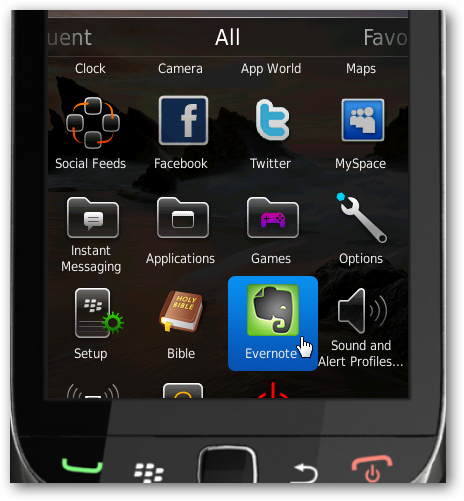 uent All Favo
Clock Camera App World Maps
Social Feeds Facebook Twitter MySpace
Instant Messaging Applications Games Options
HOLY BIBLE
Setup Bible Evernote Sound and Alert Profiles...